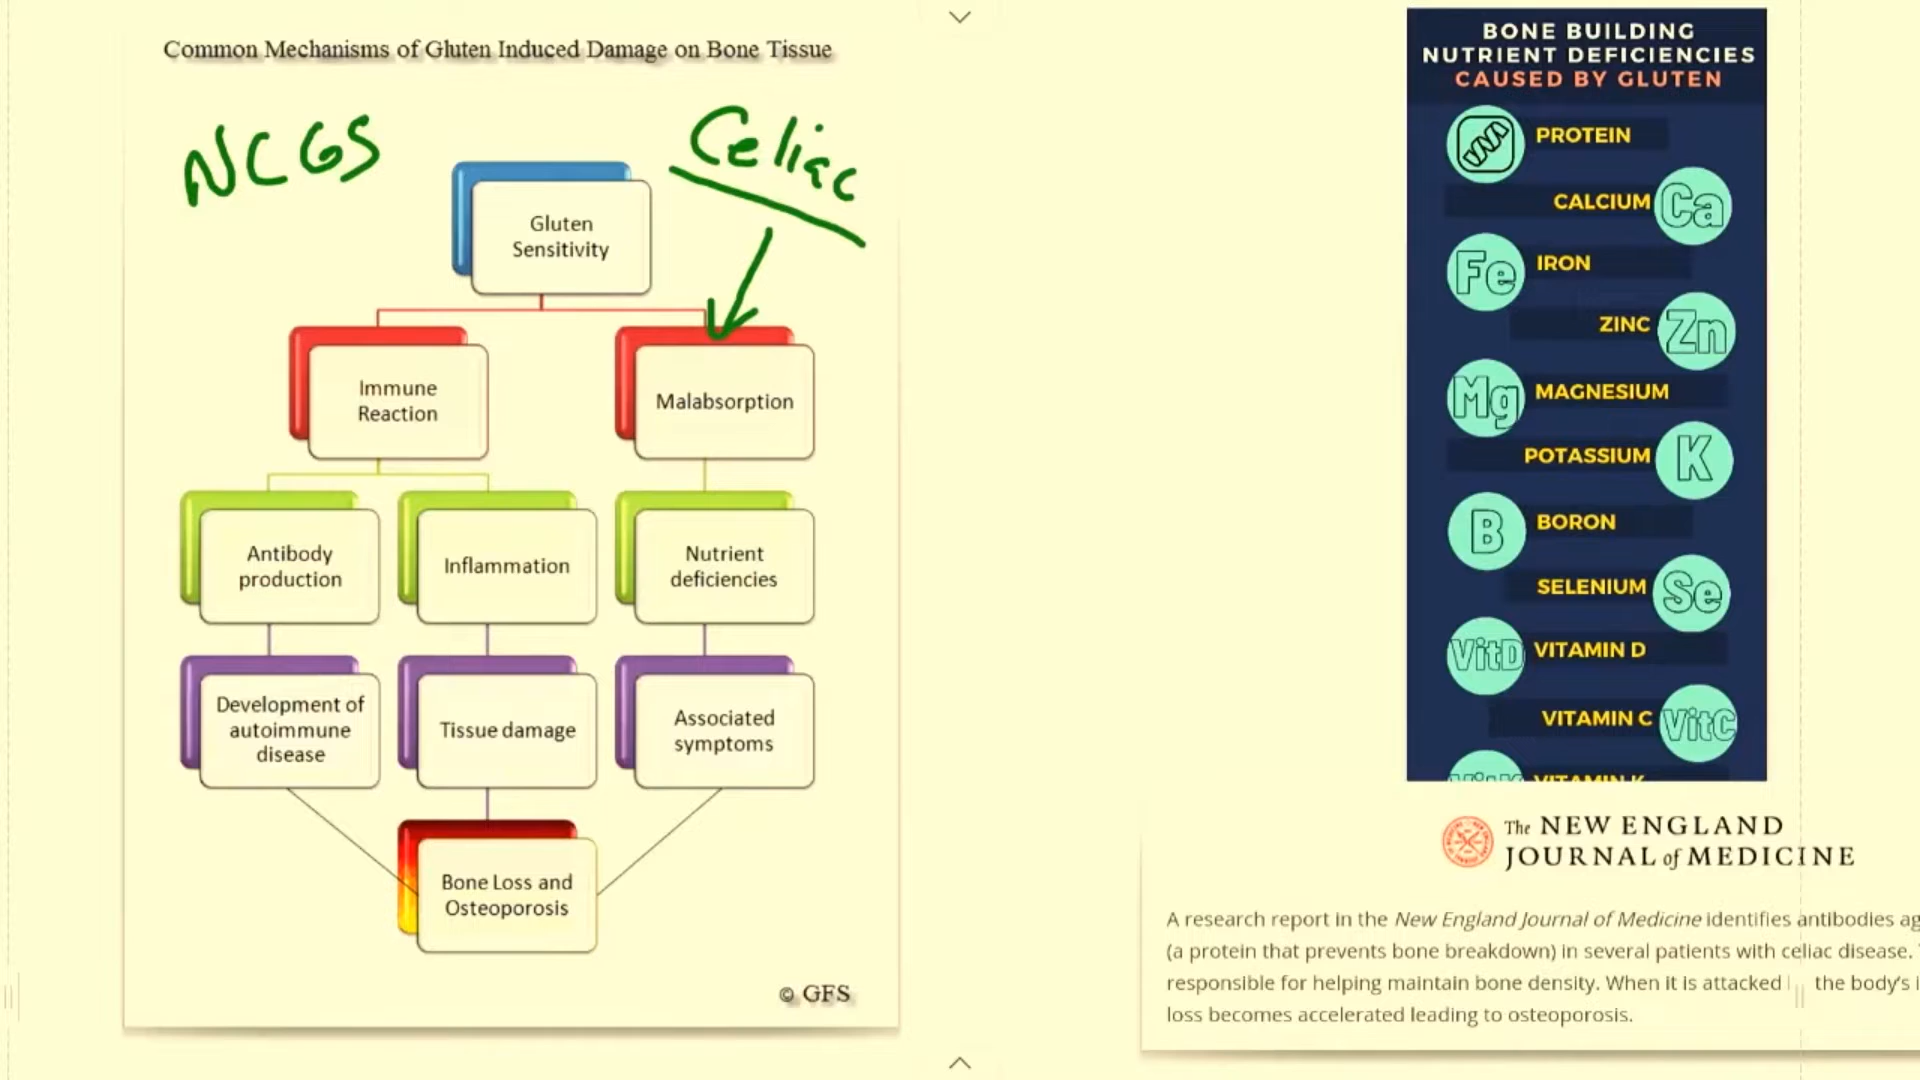 Common Mechanisms of Gluten Induced Damage on Bone Tissue
NCGS
Celiac
Gluten
Sensitivity
Immune
Reaction
Malabsorption
Antibody
production
Inflammation
Nutrient
deficiencies
Development of
autoimmune
disease
Tissue damage
Associated
symptoms
Bone Loss and
Osteoporosis
© GFS
BONE BUILDING
NUTRIENT DEFICIENCIES
CAUSED BY GLUTEN
PROTEIN
CALCIUM Ca
Fe IRON
ZINC Zn
Mg MAGNESIUM
POTASSIUM K
B BORON
SELENIUM Se
VitD VITAMIN D
VITAMIN C VitC
VitK VITAMIN K
The NEW ENGLAND
JOURNAL of MEDICINE
A research report in the New England Journal of Medicine identifies antibodies ag
(a protein that prevents bone breakdown) in several patients with celiac disease.
responsible for helping maintain bone density. When it is attacked the body's i
loss becomes accelerated leading to osteoporosis.